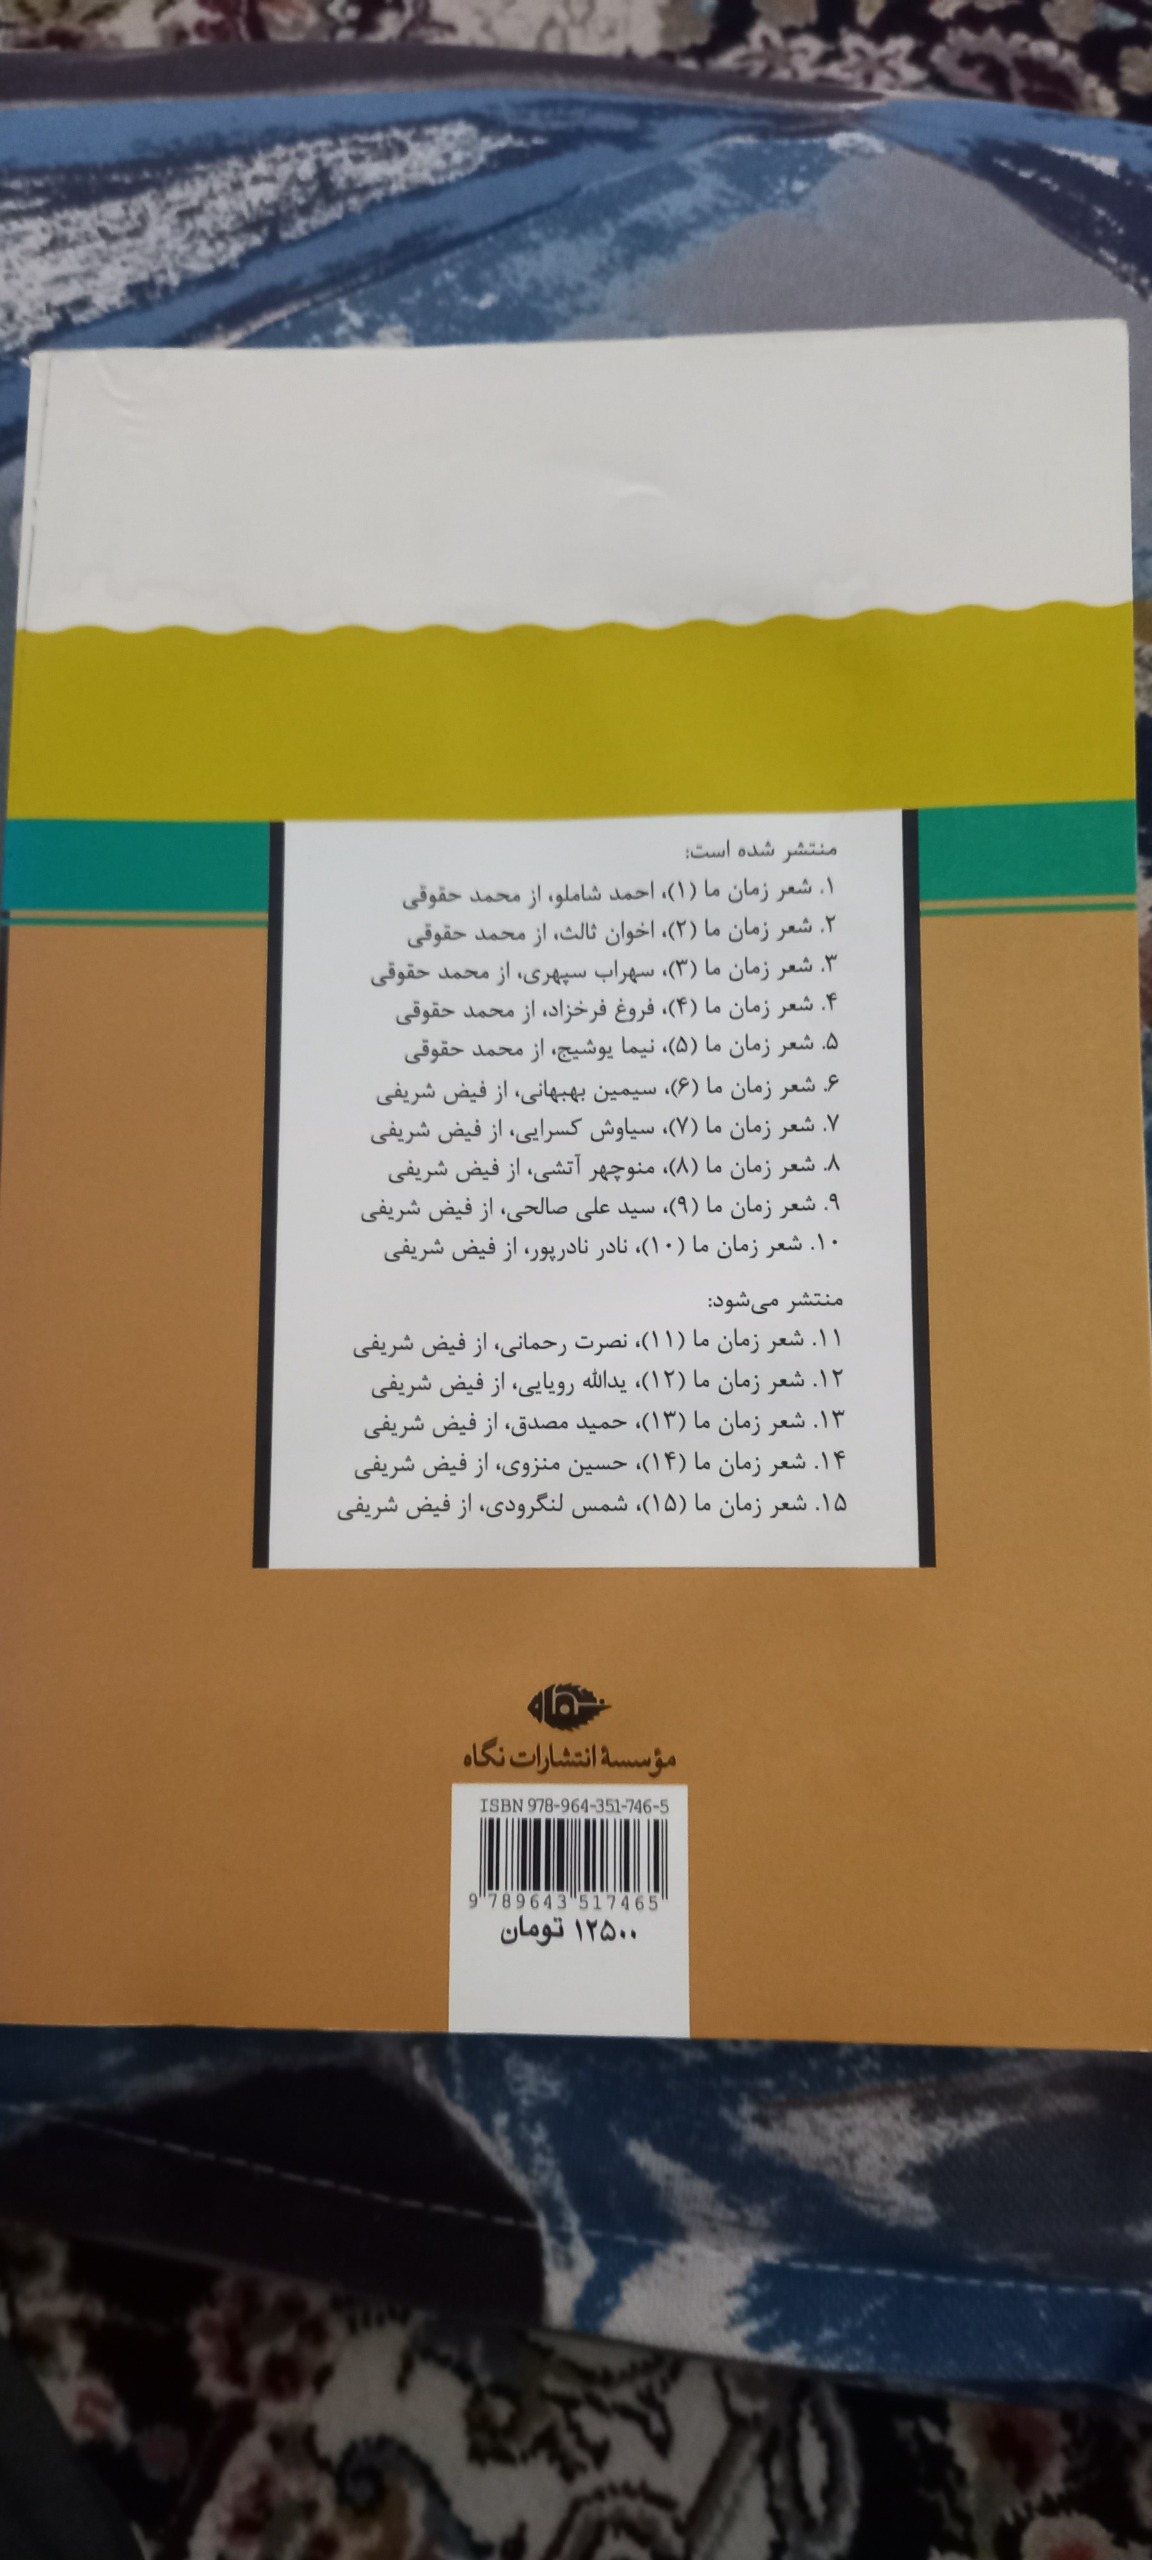 منتشر شده است:
۱. شعر زمان ما (۱)، احمد شاملو، از محمد حقوقی
۲. شعر زمان ما (۲)، اخوان ثالث، از محمد حقوقی
۳. شعر زمان ما (۳)، سهراب سپهری، از محمد حقوقی
۴. شعر زمان ما (۴)، فروغ فرخزاد، از محمد حقوقی
۵. شعر زمان ما (۵)، نیما یوشیج، از محمد حقوقی
۶. شعر زمان ما (۶)، سیمین بهبهانی، از فیض شریفی
۷. شعر زمان ما (۷)، سیاوش کسرایی، از فیض شریفی
۸. شعر زمان ما (۸)، منوچهر آتشی، از فیض شریفی
۹. شعر زمان ما (۹)، سید علی صالحی، از فیض شریفی
۱۰. شعر زمان ما (۱۰)، نادر نادرپور، از فیض شریفی
منتشر می‌شود:
۱۱. شعر زمان ما (۱۱)، نصرت رحمانی، از فیض شریفی
۱۲. شعر زمان ما (۱۲)، یدالله رویایی، از فیض شریفی
۱۳. شعر زمان ما (۱۳)، حمید مصدق، از فیض شریفی
۱۴. شعر زمان ما (۱۴)، حسین منزوی، از فیض شریفی
۱۵. شعر زمان ما (۱۵)، شمس لنگرودی، از فیض شریفی
نگاه
مؤسسهٔ انتشارات نگاه
ISBN 978-964-351-746-5
9 789643 517465
۱۲۵۰۰ تومان